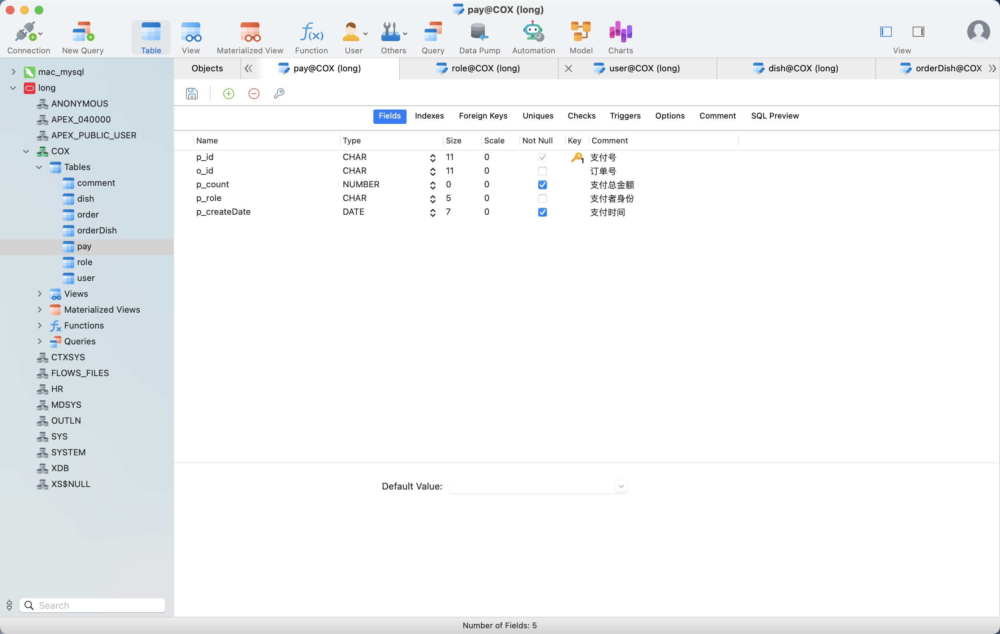 pay@COX (long)
Connection
New Query
Table
View
Materialized View
Function
User
Others
Query
Data Pump
Automation
Model
Charts
View
mac_mysql
long
ANONYMOUS
APEX_040000
APEX_PUBLIC_USER
COX
Tables
comment
dish
order
orderDish
pay
role
user
Views
Materialized Views
Functions
Queries
CTXSYS
FLOWS_FILES
HR
MDSYS
OUTLN
SYS
SYSTEM
XDB
XS$NULL
Search
Objects
pay@COX (long)
role@COX (long)
user@COX (long)
dish@COX (long)
orderDish@COX
Fields Indexes Foreign Keys Uniques Checks Triggers Options Comment SQL Preview
Name Type Size Scale Not Null Key Comment
p_id CHAR 11 0 1 支付号
o_id CHAR 11 0 订单号
p_count NUMBER 0 0 支付总金额
p_role CHAR 5 0 支付者身份
p_createDate DATE 7 0 支付时间
Default Value:
Number of Fields: 5